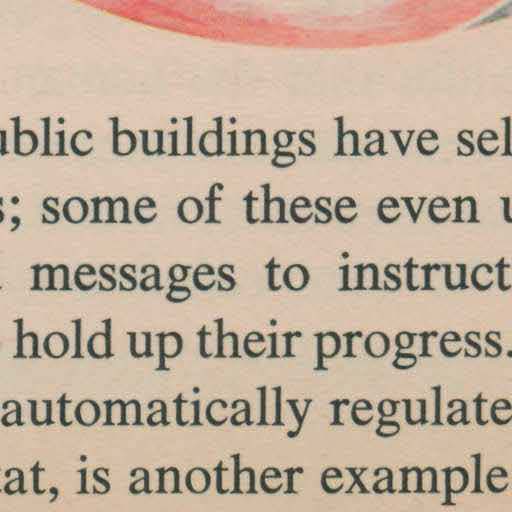 ublic buildings have sel
s; some of these even u
messages to instruct
hold up their progress.
automatically regulate
tat, is another example